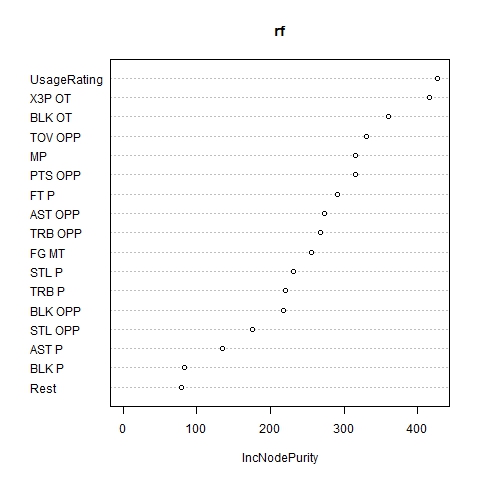 rf
UsageRating
X3P OT
BLK OT
TOV OPP
MP
PTS OPP
FT P
AST OPP
TRB OPP
FG MT
STL P
TRB P
BLK OPP
STL OPP
AST P
BLK P
Rest
0 100 200 300 400
IncNodePurity